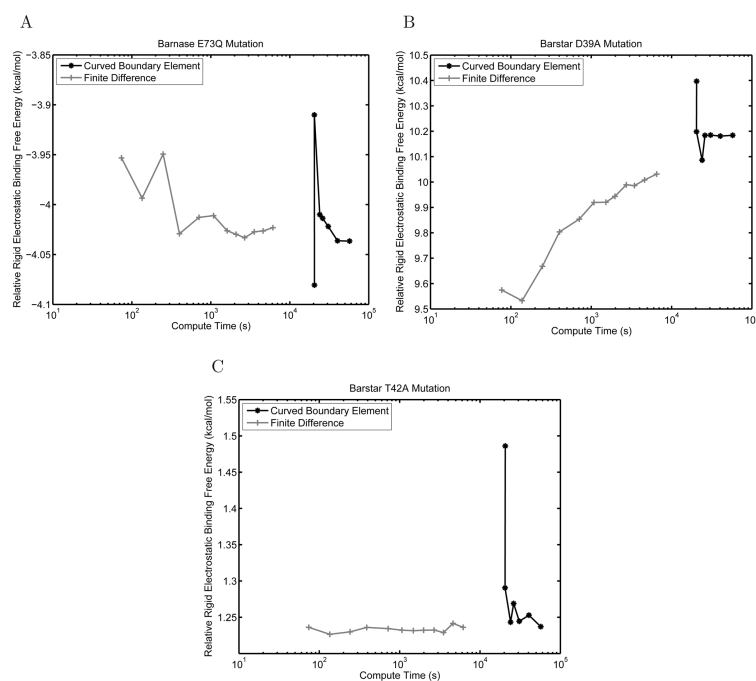 A
Barnase E73Q Mutation
Relative Rigid Electrostatic Binding Free Energy (kcal/mol)
Curved Boundary Element
Finite Difference
−3.85
−3.9
−3.95
−4
−4.05
−4.1
10^1
10^2
10^3
10^4
10^5
Compute Time (s)
B
Barstar D39A Mutation
Relative Rigid Electrostatic Binding Free Energy (kcal/mol)
Curved Boundary Element
Finite Difference
10.5
10.4
10.3
10.2
10.1
10
9.9
9.8
9.7
9.6
9.5
10^1
10^2
10^3
10^4
10
Compute Time (s)
C
Barstar T42A Mutation
Relative Rigid Electrostatic Binding Free Energy (kcal/mol)
Curved Boundary Element
Finite Difference
1.55
1.5
1.45
1.4
1.35
1.3
1.25
10^1
10^2
10^3
10^4
10^5
Compute Time (s)